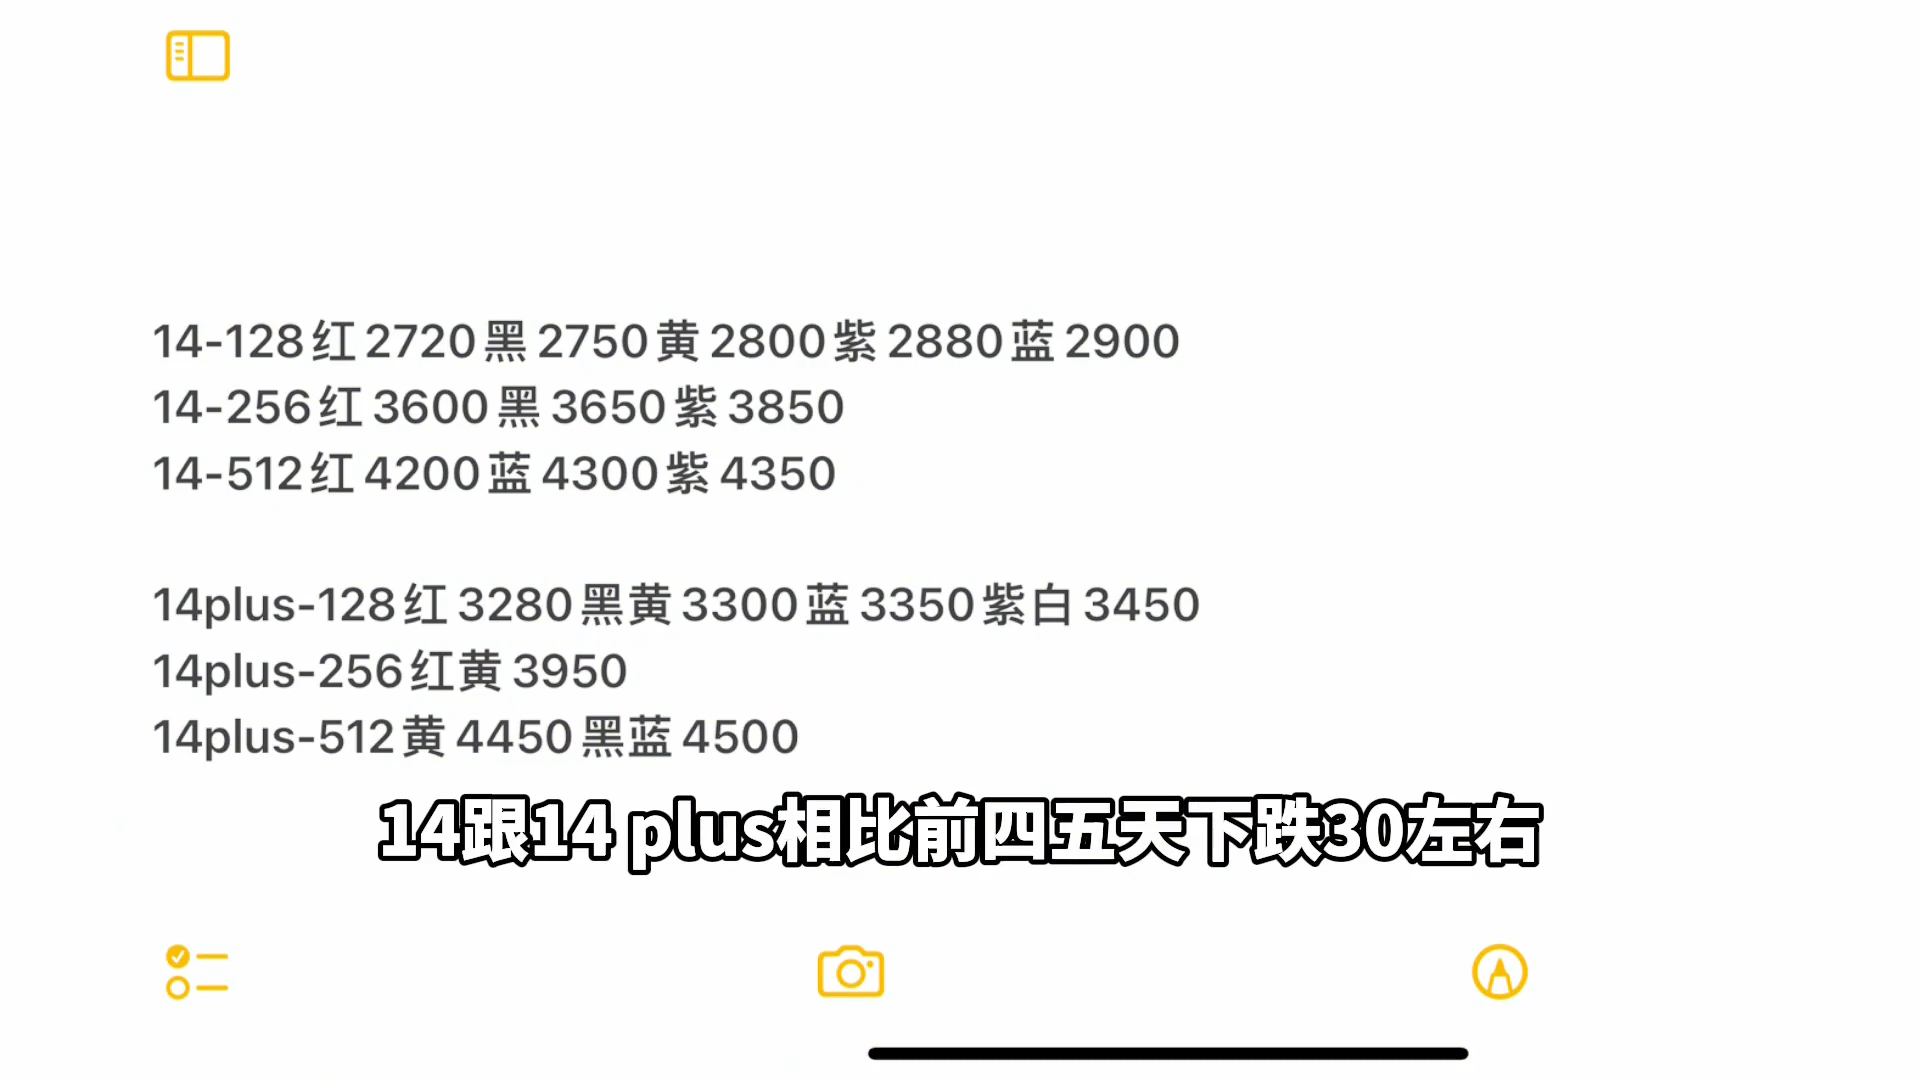 14-128红2720黑2750黄2800紫2880蓝2900
14-256红3600黑3650紫3850
14-512红4200蓝4300紫4350
14plus-128红3280黑黄3300蓝3350紫白3450
14plus-256红黄3950
14plus-512黄4450黑蓝4500
14跟14 plus相比前四五天下跌30左右